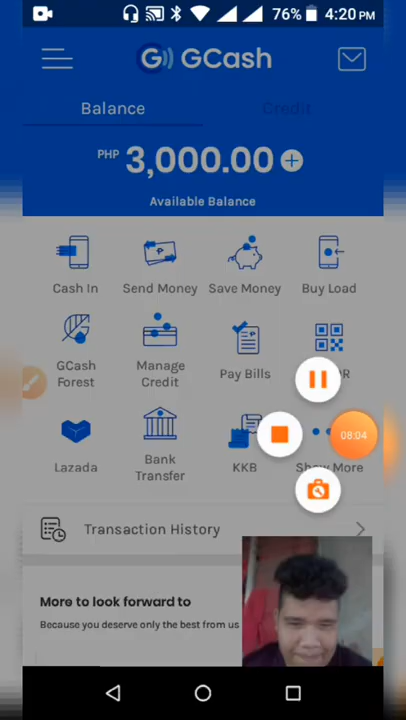 76% 4:20 PM
GCash
Balance Credit
PHP 3,000.00
Available Balance
Cash In Send Money Save Money Buy Load
GCash Forest Manage Credit Pay Bills QR
Lazada Bank Transfer KKB Show More
08:04
Transaction History
More to look forward to
Because you deserve only the best from us